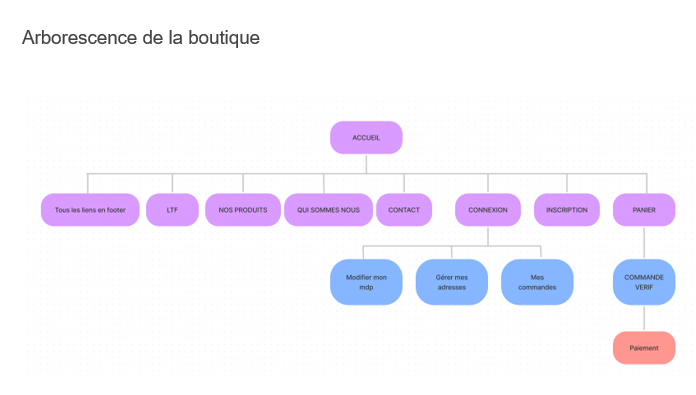 Arborescence de la boutique
ACCUEIL
Tous les liens en footer
LTF
NOS PRODUITS
QUI SOMMES NOUS
CONTACT
CONNEXION
INSCRIPTION
PANIER
Modifier mon
mdp
Gérer mes
adresses
Mes
commandes
COMMANDE
VERIF
Paiement